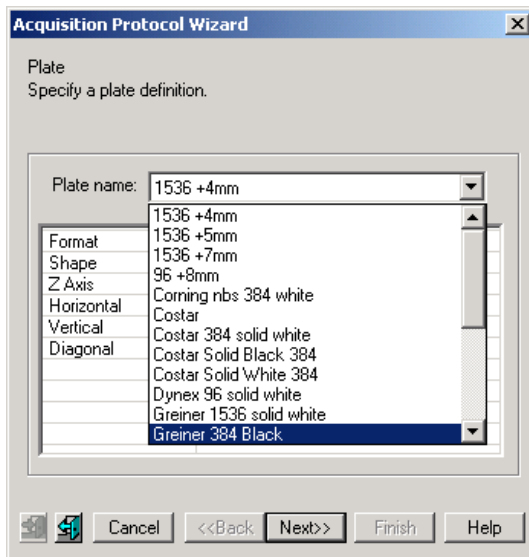 Acquisition Protocol Wizard
Plate
Specify a plate definition.
Plate name: 1536 +4mm
1536 +4mm
1536 +5mm
1536 +7mm
96 +8mm
Corning nbs 384 white
Costar
Costar 384 solid white
Costar Solid Black 384
Costar Solid White 384
Dynex 96 solid white
Greiner 1536 solid white
Greiner 384 Black
Format
Shape
Z Axis
Horizontal
Vertical
Diagonal
Cancel <<Back Next>> Finish Help